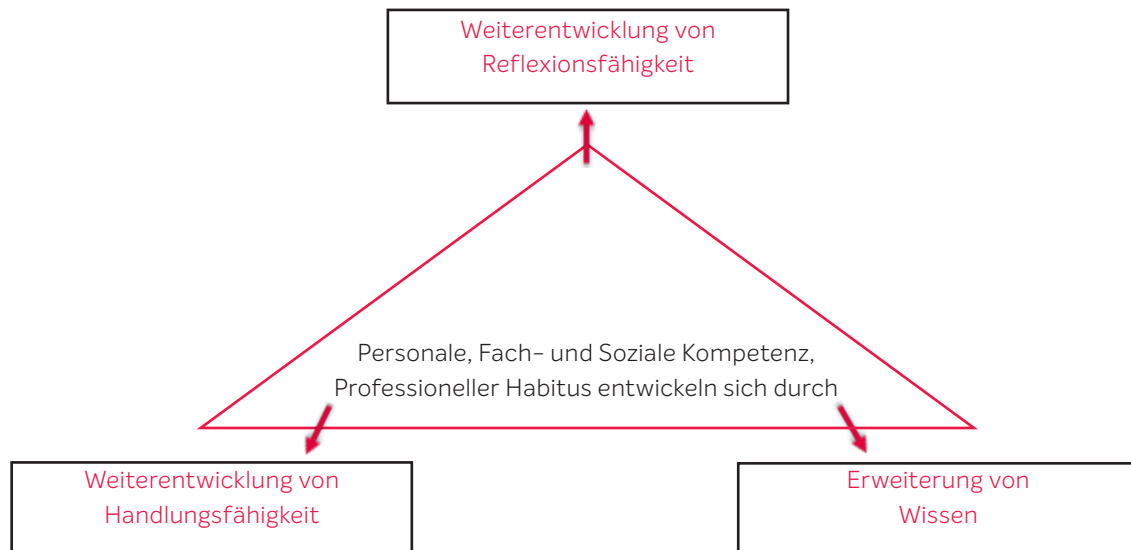 Weiterentwicklung von
Reflexionsfähigkeit
Personale, Fach- und Soziale Kompetenz,
Professioneller Habitus entwickeln sich durch
Weiterentwicklung von
Handlungsfähigkeit
Erweiterung von
Wissen